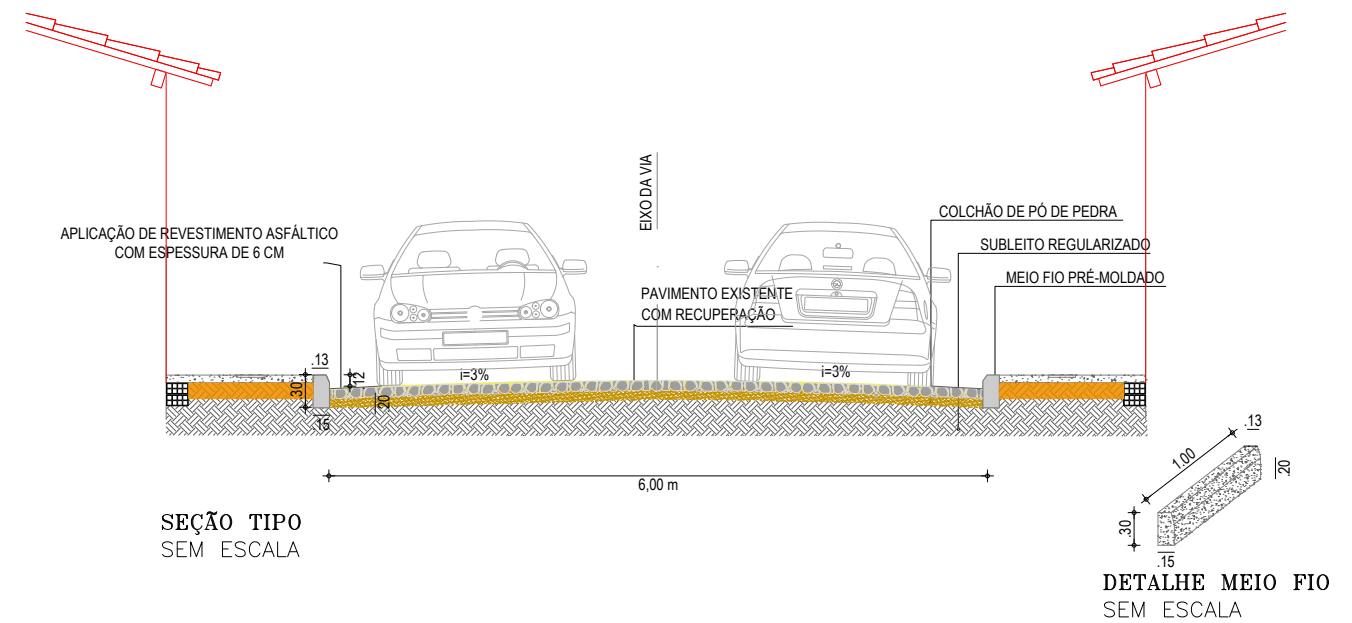 EIXO DA VIA
COLCHÃO DE PÓ DE PEDRA
APLICAÇÃO DE REVESTIMENTO ASFÁLTICO
COM ESPESSURA DE 6 CM
SUBLEITO REGULARIZADO
MEIO FIO PRÉ-MOLDADO
PAVIMENTO EXISTENTE
COM RECUPERAÇÃO
.13
i=3%
i=3%
12
.30
20
.15
6,00 m
.13
1.00
20
.30
.15
SEÇÃO TIPO
SEM ESCALA
DETALHE MEIO FIO
SEM ESCALA